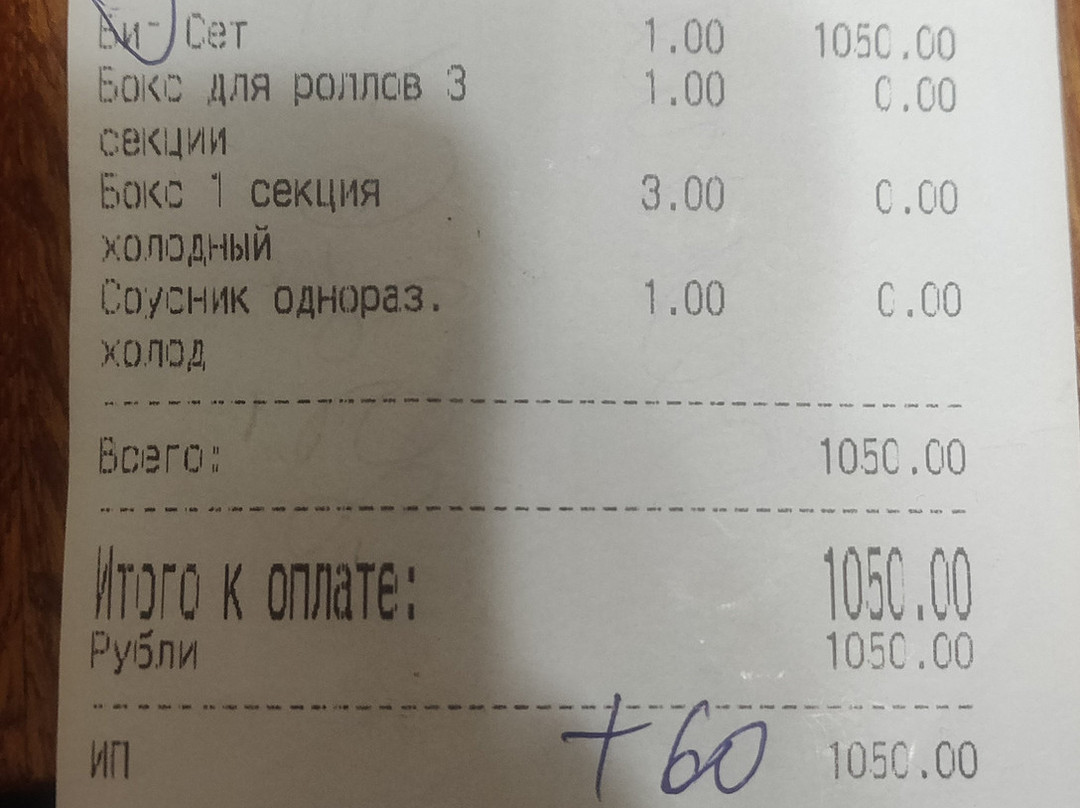 Биг Сет 1.00 1050.00
Бокс для роллов 3 1.00 0.00
секции
Бокс 1 секция 3.00 0.00
холодный
Соусник однораз. 1.00 0.00
холод
Всего: 1050.00
Итого к оплате: 1050.00
Рубли 1050.00
+ 60
ИП 1050.00